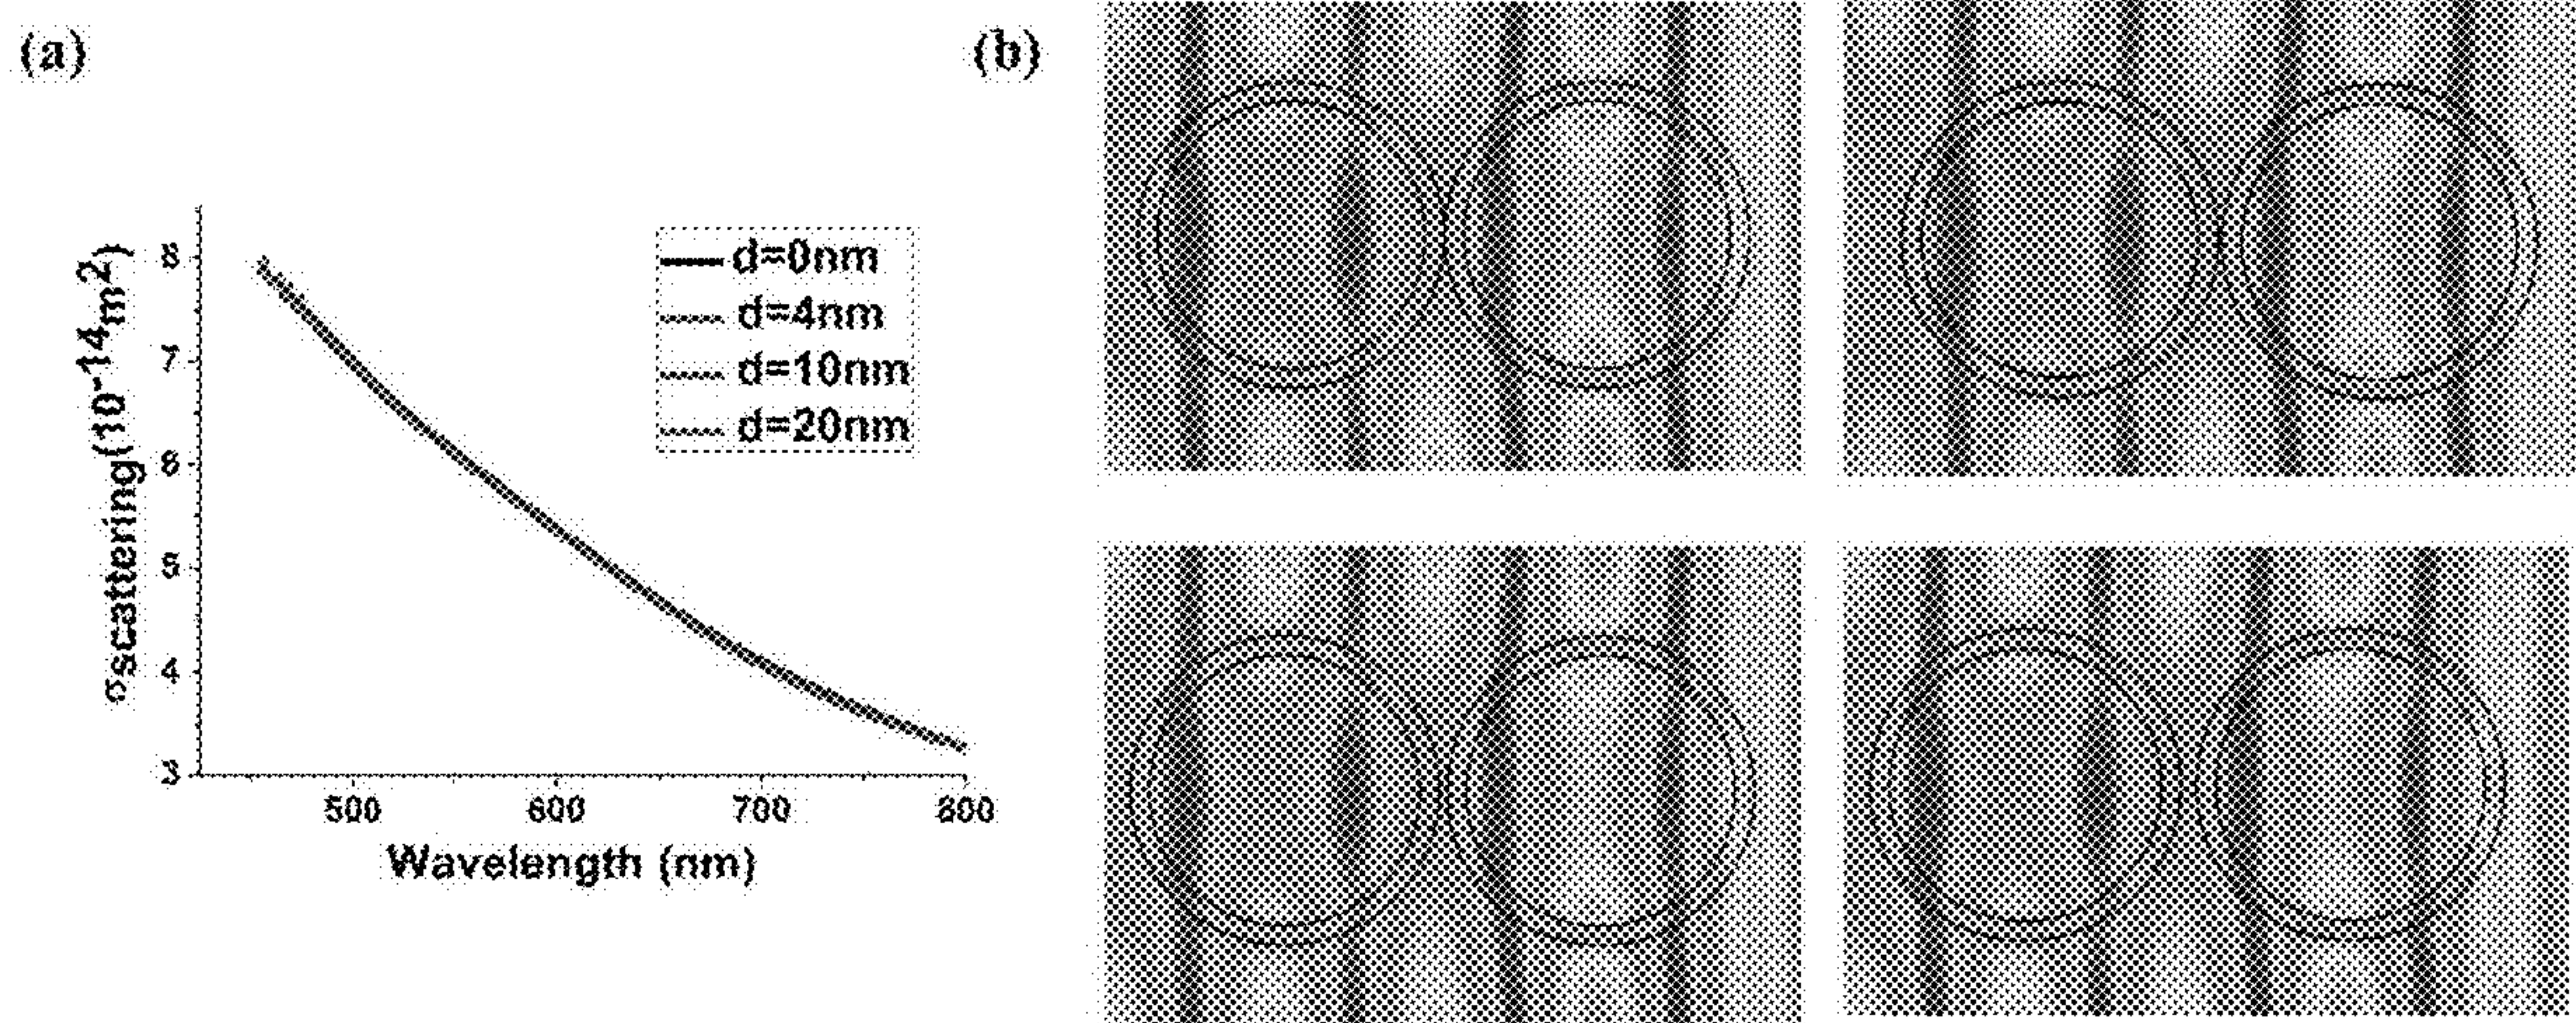 (a)
(b)
d=0nm
d=4nm
d=10nm
d=20nm
σscattering(10-14m2)
8
7
6
5
4
3
500
600
700
800
Wavelength (nm)